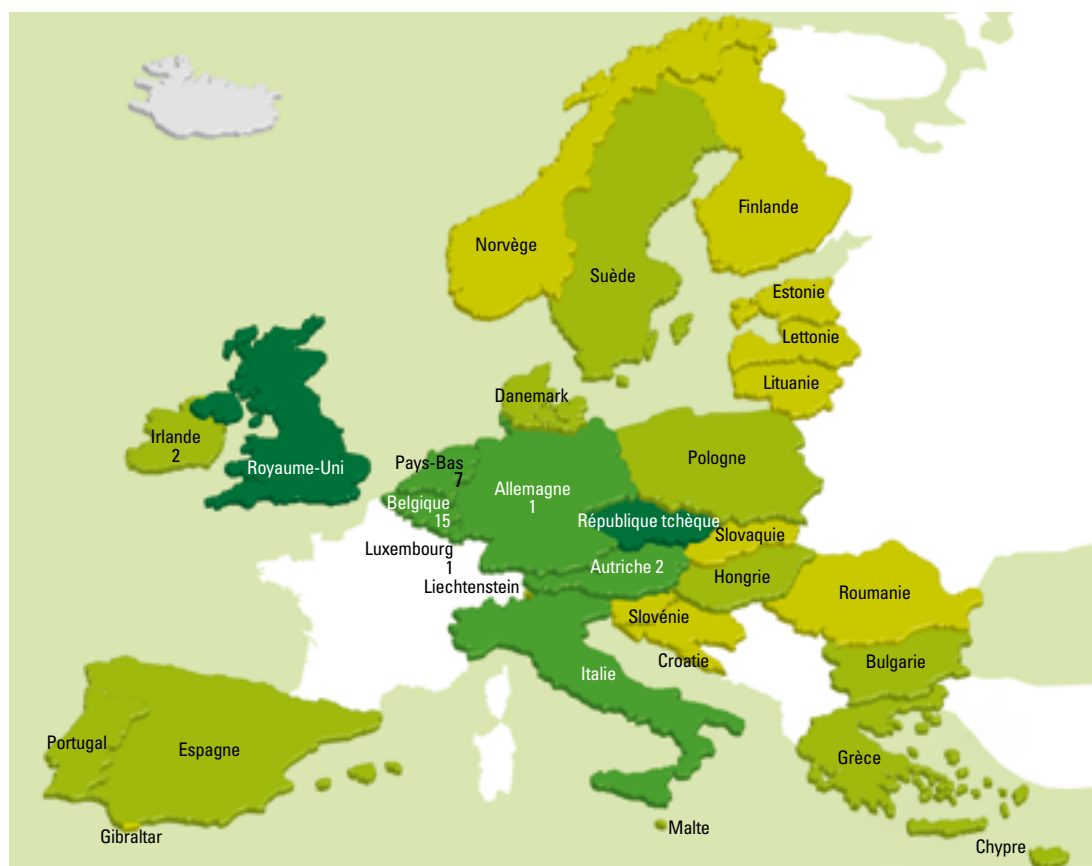 Finlande
Norvège
Suède
Estonie
Lettonie
Lituanie
Danemark
Irlande
2
Royaume-Uni
Pays-Bas
7
Pologne
Allemagne
1
Belgique
15
République tchèque
Slovaquie
Luxembourg
1
Autriche 2
Liechtenstein
Hongrie
Roumanie
Slovénie
Croatie
Bulgarie
Italie
Portugal
Espagne
Grèce
Gibraltar
Malte
Chypre